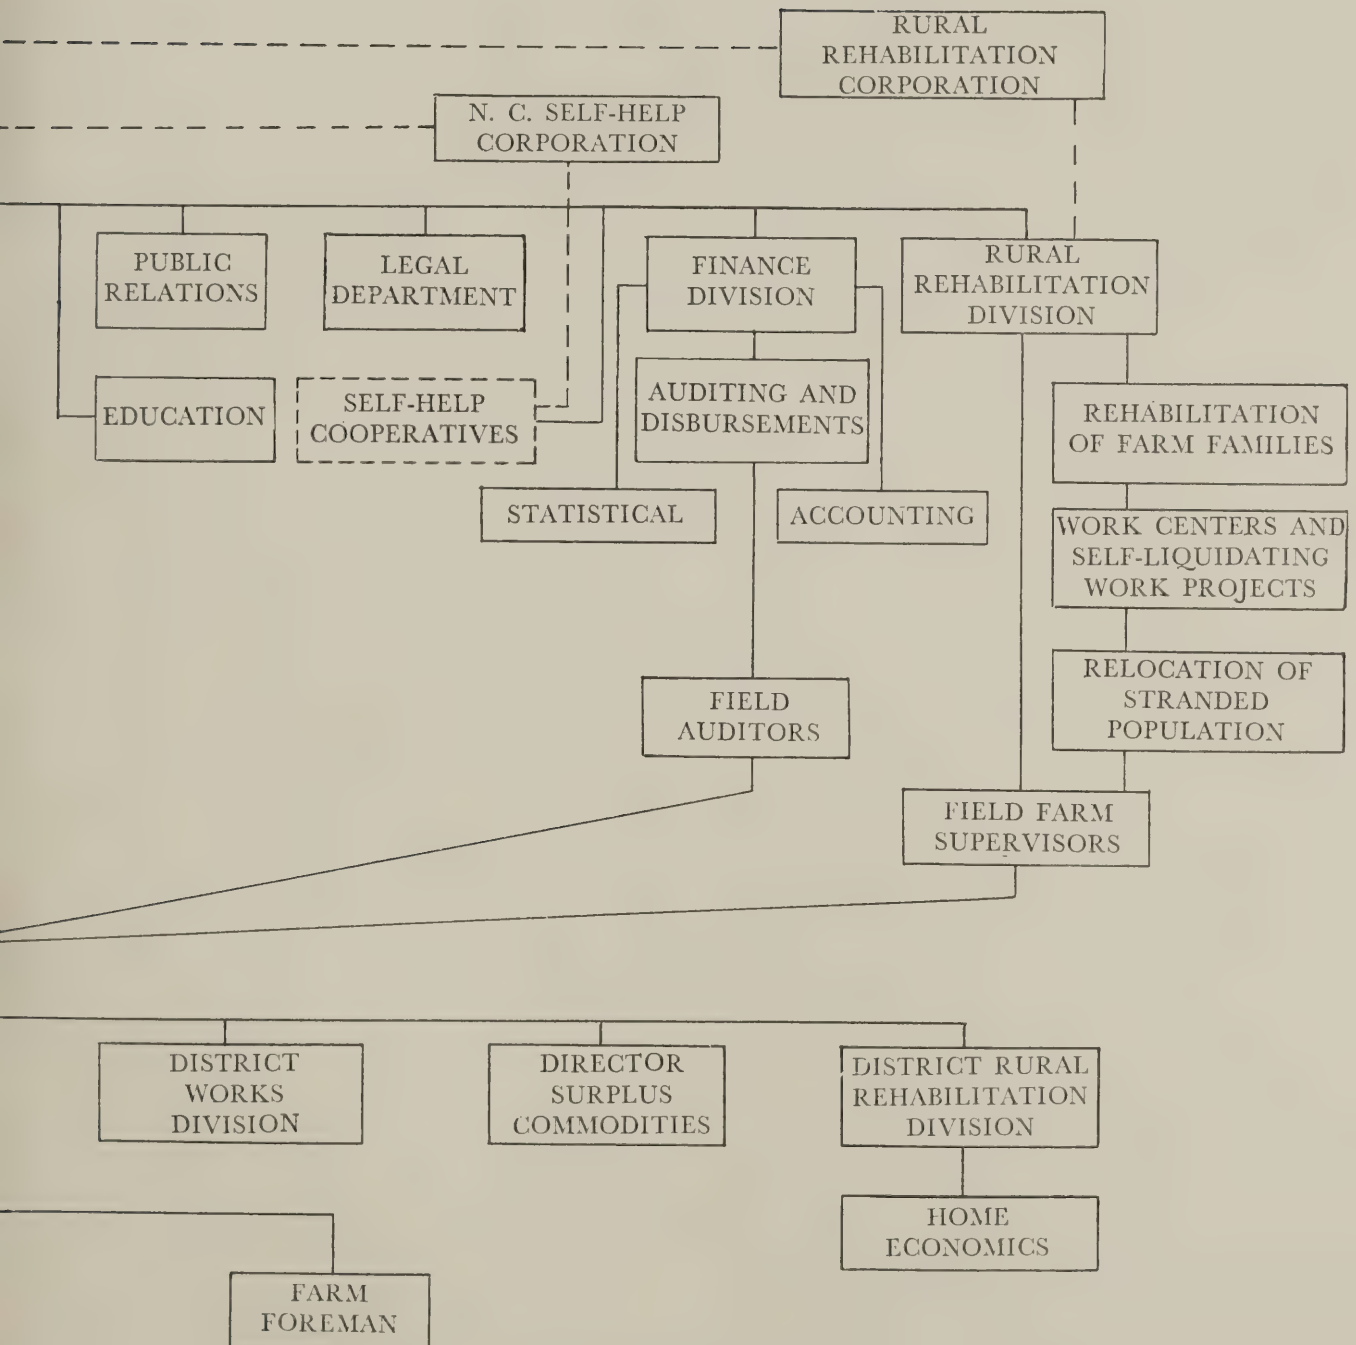 RURAL
REHABILITATION
CORPORATION
N. C. SELF-HELP
CORPORATION
PUBLIC
RELATIONS
LEGAL
DEPARTMENT
FINANCE
DIVISION
RURAL
REHABILITATION
DIVISION
EDUCATION
SELF-HELP
COOPERATIVES
AUDITING AND
DISBURSEMENTS
REHABILITATION
OF FARM FAMILIES
STATISTICAL
ACCOUNTING
WORK CENTERS AND
SELF-LIQUIDATING
WORK PROJECTS
RELOCATION OF
STRANDED
POPULATION
FIELD
AUDITORS
FIELD FARM
SUPERVISORS
DISTRICT
WORKS
DIVISION
DIRECTOR
SURPLUS
COMMODITIES
DISTRICT RURAL
REHABILITATION
DIVISION
HOME
ECONOMICS
FARM
FOREMAN